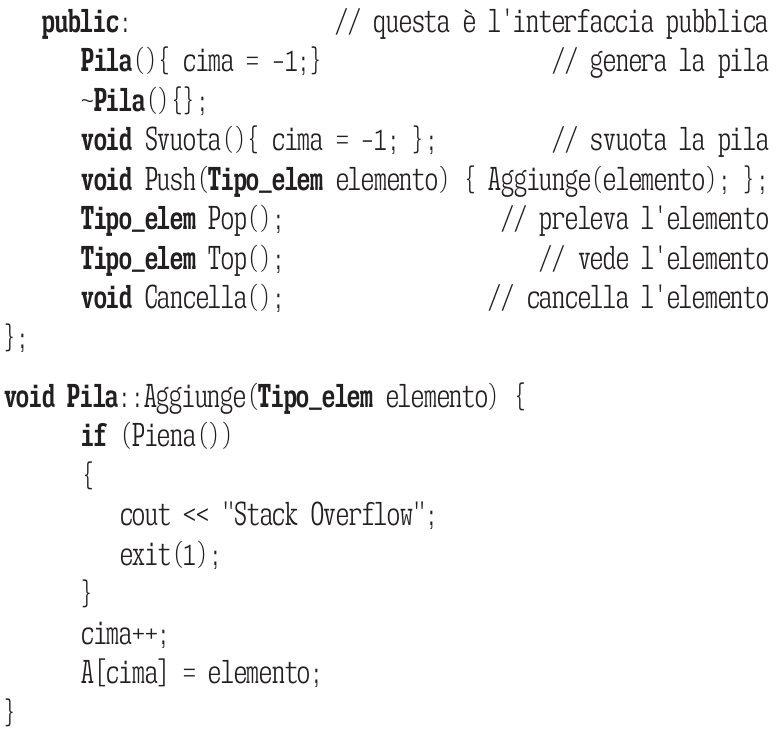 public: // questa è l'interfaccia pubblica
Pila(){ cima = -1;} // genera la pila
~Pila(){};
void Svuota(){ cima = -1; }; // svuota la pila
void Push(Tipo_elem elemento) { Aggiunge(elemento); };
Tipo_elem Pop(); // preleva l'elemento
Tipo_elem Top(); // vede l'elemento
void Cancella(); // cancella l'elemento
};
void Pila::Aggiunge(Tipo_elem elemento) {
if (Piena())
{
cout << "Stack Overflow";
exit(1);
}
cima++;
A[cima] = elemento;
}